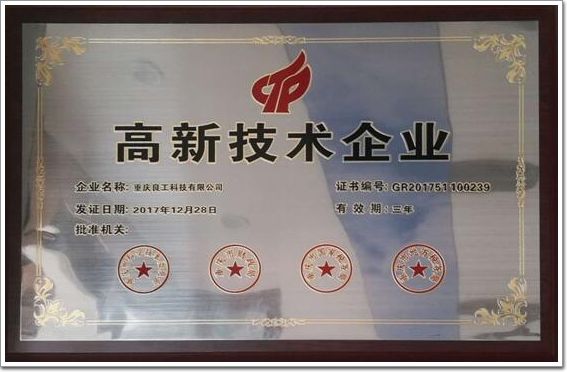 高新技术企业
企业名称: 重庆良工科技有限公司
证书编号: GR201751100239
发证日期: 2017年12月28日
有 效 期: 三年
批准机关: